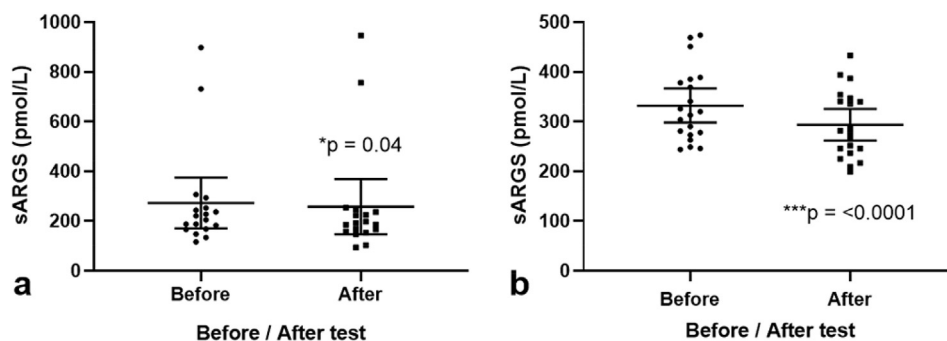 sARGS (pmol/L)
1000
800
600
400
200
0
*p = 0.04
Before
After
Before / After test
a
sARGS (pmol/L)
500
400
300
200
100
0
***p = <0.0001
Before
After
Before / After test
b